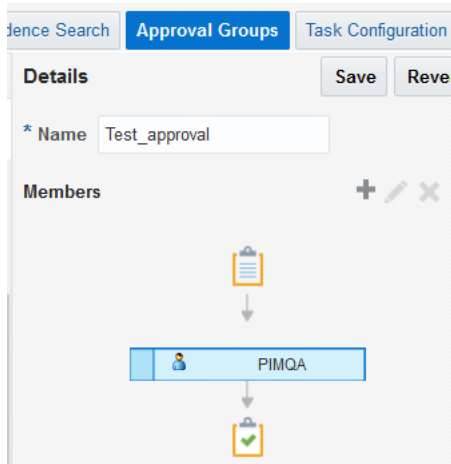 dence Search Approval Groups Task Configuration
Details Save Reve
* Name Test_approval
Members
PIMQA